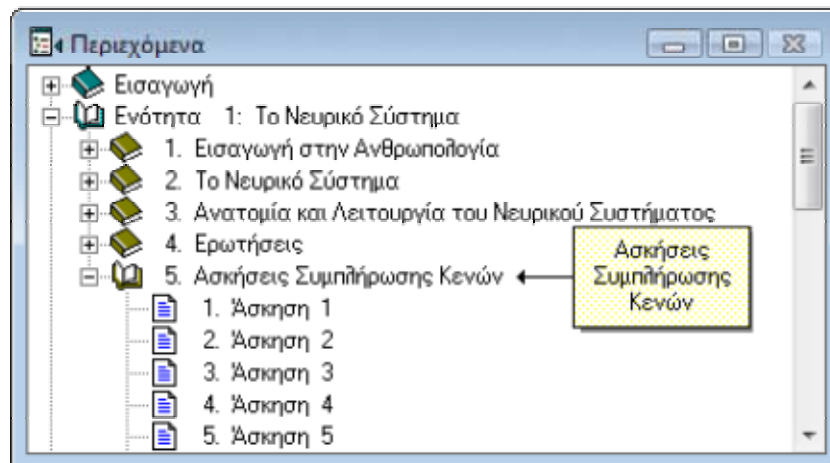 Περιεχόμενα
Εισαγωγή
Ενότητα 1: Το Νευρικό Σύστημα
1. Εισαγωγή στην Ανθρωπολογία
2. Το Νευρικό Σύστημα
3. Ανατομία και Λειτουργία του Νευρικού Συστήματος
4. Ερωτήσεις
5. Ασκήσεις Συμπλήρωσης Κενών
Ασκήσεις
Συμπλήρωσης
Κενών
1. Άσκηση 1
2. Άσκηση 2
3. Άσκηση 3
4. Άσκηση 4
5. Άσκηση 5